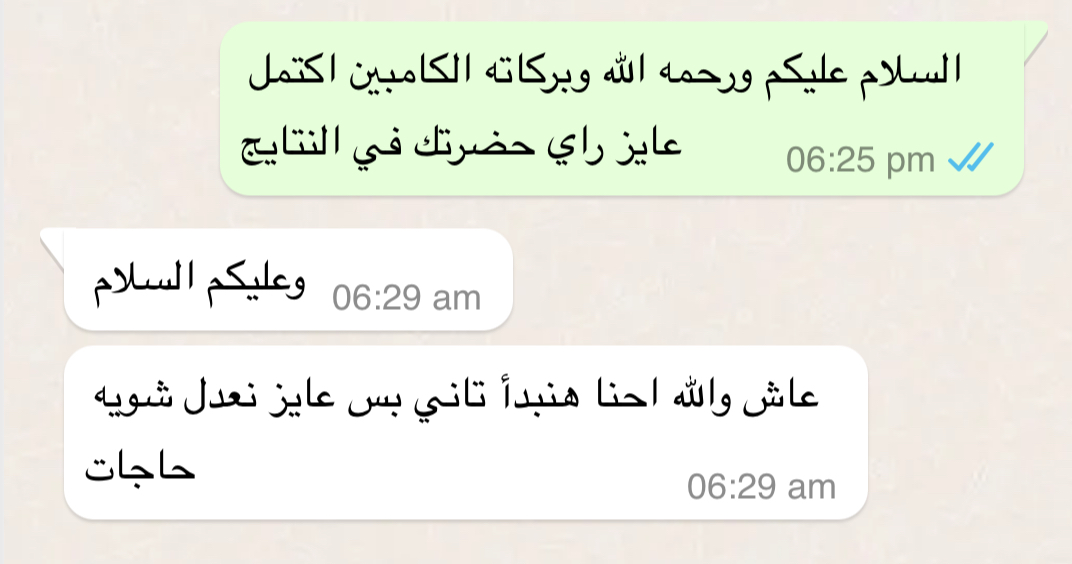 السلام عليكم ورحمه الله وبركاته الكامبين اكتمل
عايز راي حضرتك في النتايج
06:25 pm
وعليكم السلام
06:29 am
عاش والله احنا هنبدأ تاني بس عايز نعدل شويه
حاجات
06:29 am